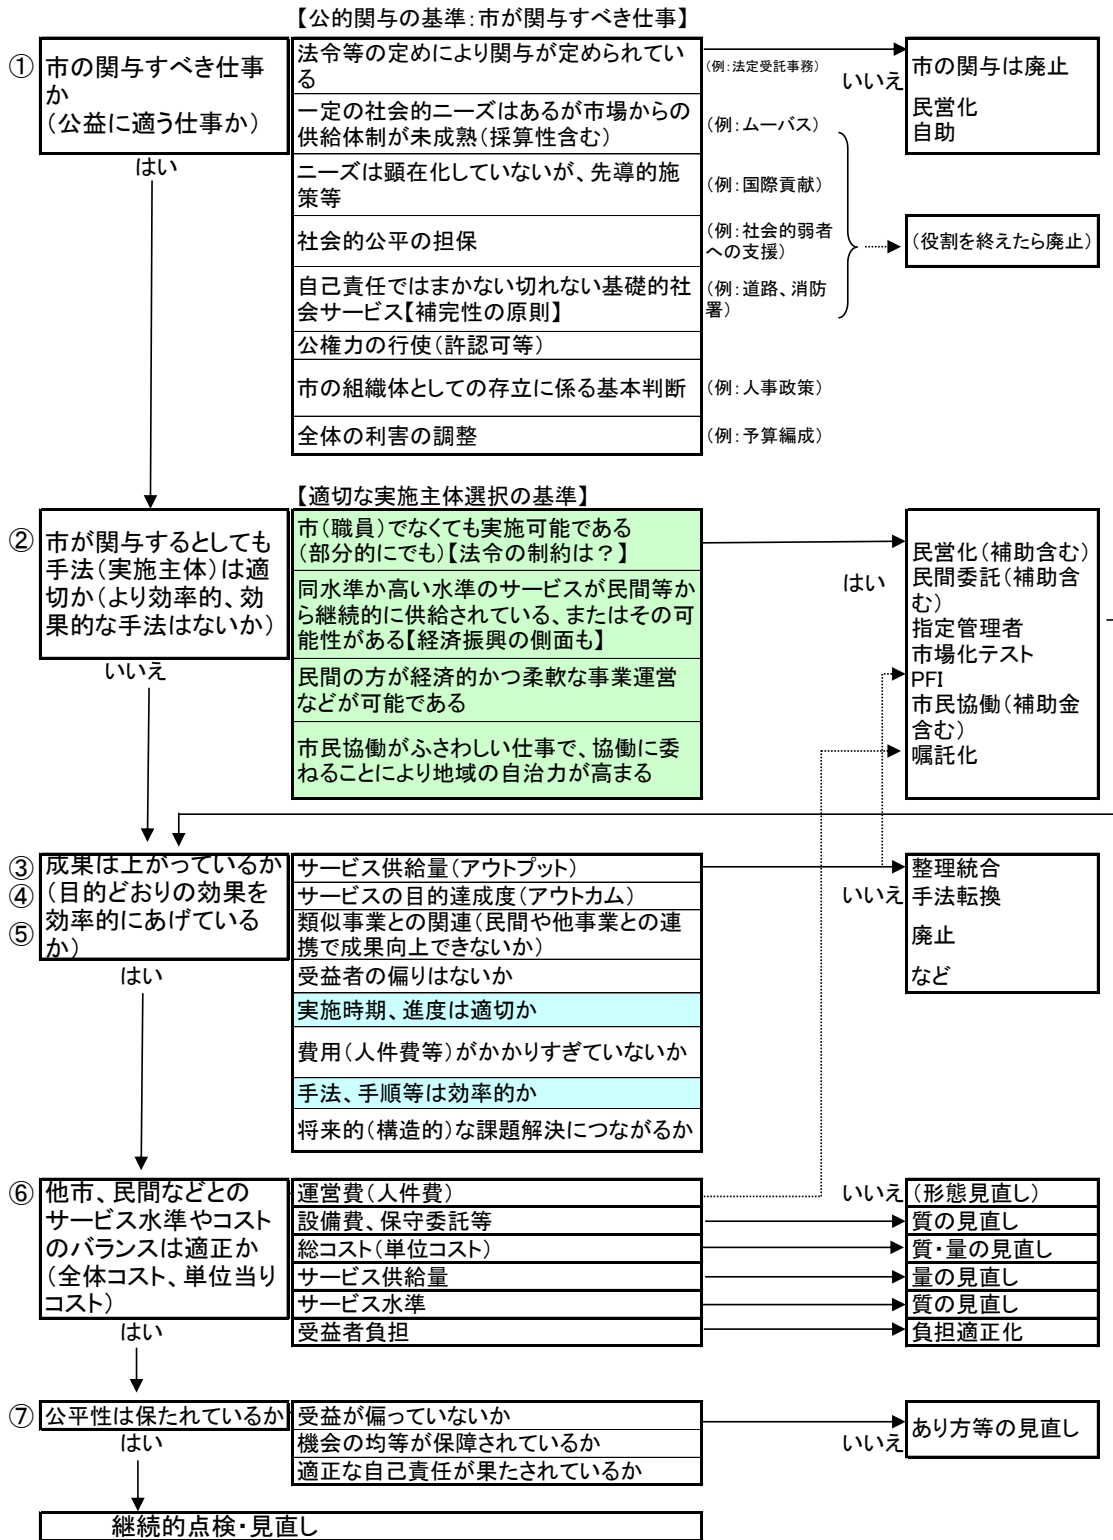 【公的関与の基準：市が関与すべき仕事】
①
市の関与すべき仕事
か
（公益に適う仕事か）
はい
法令等の定めにより関与が定められてい
る
（例：法定受託事務）
一定の社会的ニーズはあるが市場からの
供給体制が未成熟（採算性含む）
（例：ムーバス）
ニーズは顕在化していないが、先導的施
策等
（例：国際貢献）
社会的公平の担保
（例：社会的弱者
への支援）
自己責任ではまかない切れない基礎的社
会サービス【補完性の原則】
（例：道路、消防
署）
公権力の行使（許認可等）
市の組織体としての存立に係る基本判断
（例：人事政策）
全体の利害の調整
（例：予算編成）
いいえ
市の関与は廃止
民営化
自助
（役割を終えたら廃止）
【適切な実施主体選択の基準】
②
市が関与するとしても
手法（実施主体）は適
切か（より効率的、効
果的な手法はないか）
いいえ
市（職員）でなくても実施可能である
（部分的にでも）【法令の制約は？】
同水準か高い水準のサービスが民間等か
ら継続的に供給されている、またはその可
能性がある【経済振興の側面も】
民間の方が経済的かつ柔軟な事業運営
などが可能である
市民協働がふさわしい仕事で、協働に委
ねることにより地域の自治力が高まる
はい
民営化（補助含む）
民間委託（補助含
む）
指定管理者
市場化テスト
PFI
市民協働（補助金
含む）
嘱託化
③
④
⑤
成果は上がっているか
（目的どおりの効果を
効率的にあげている
か）
はい
サービス供給量（アウトプット）
サービスの目的達成度（アウトカム）
類似事業との関連（民間や他事業との連
携で成果向上できないか）
受益者の偏りはないか
実施時期、進度は適切か
費用（人件費等）がかかりすぎていないか
手法、手順等は効率的か
将来的（構造的）な課題解決につながるか
いいえ
整理統合
手法転換
廃止
など
⑥
他市、民間などとの
サービス水準やコスト
のバランスは適正か
（全体コスト、単位当り
コスト）
はい
運営費（人件費）
設備費、保守委託等
総コスト（単位コスト）
サービス供給量
サービス水準
受益者負担
いいえ
（形態見直し）
質の見直し
質・量の見直し
量の見直し
質の見直し
負担適正化
⑦
公平性は保たれているか
はい
受益が偏っていないか
機会の均等が保障されているか
適正な自己責任が果たされているか
いいえ
あり方等の見直し
継続的点検・見直し